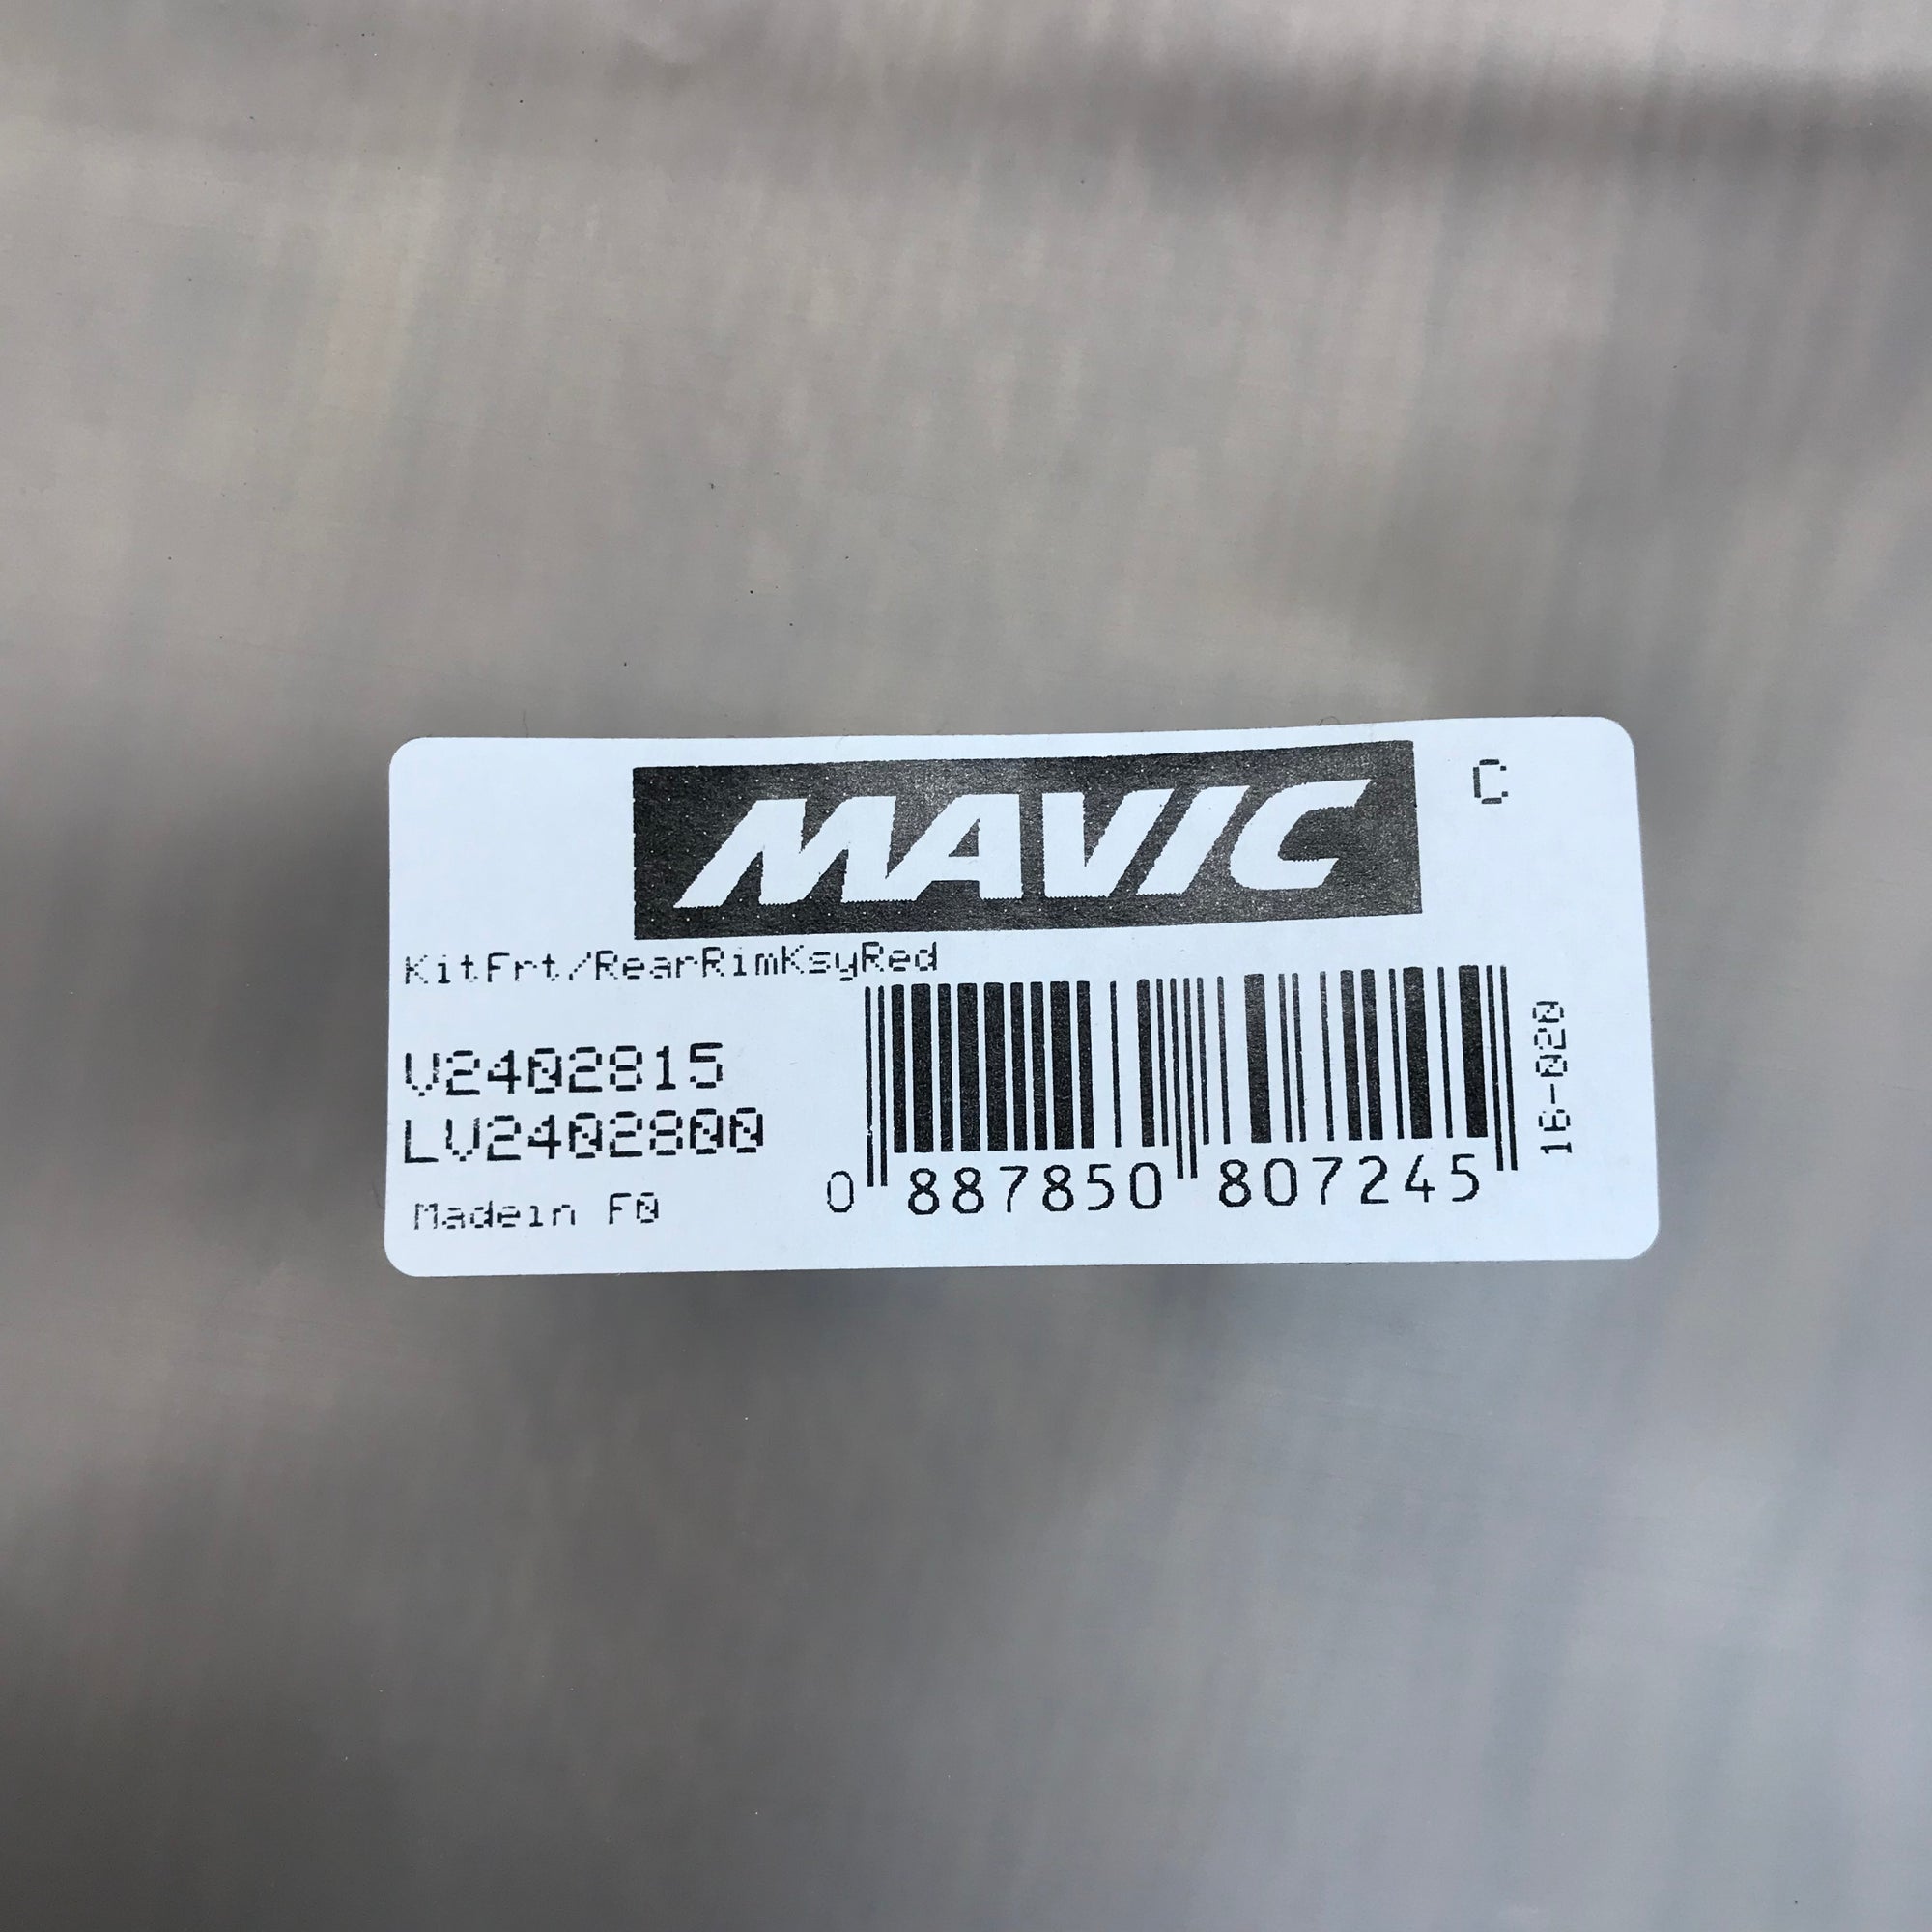 MAVIC
C
KitFrt/RearRimKsyRed
V2402815
LV2402800
Madein F0
0 887850 807245
16-020